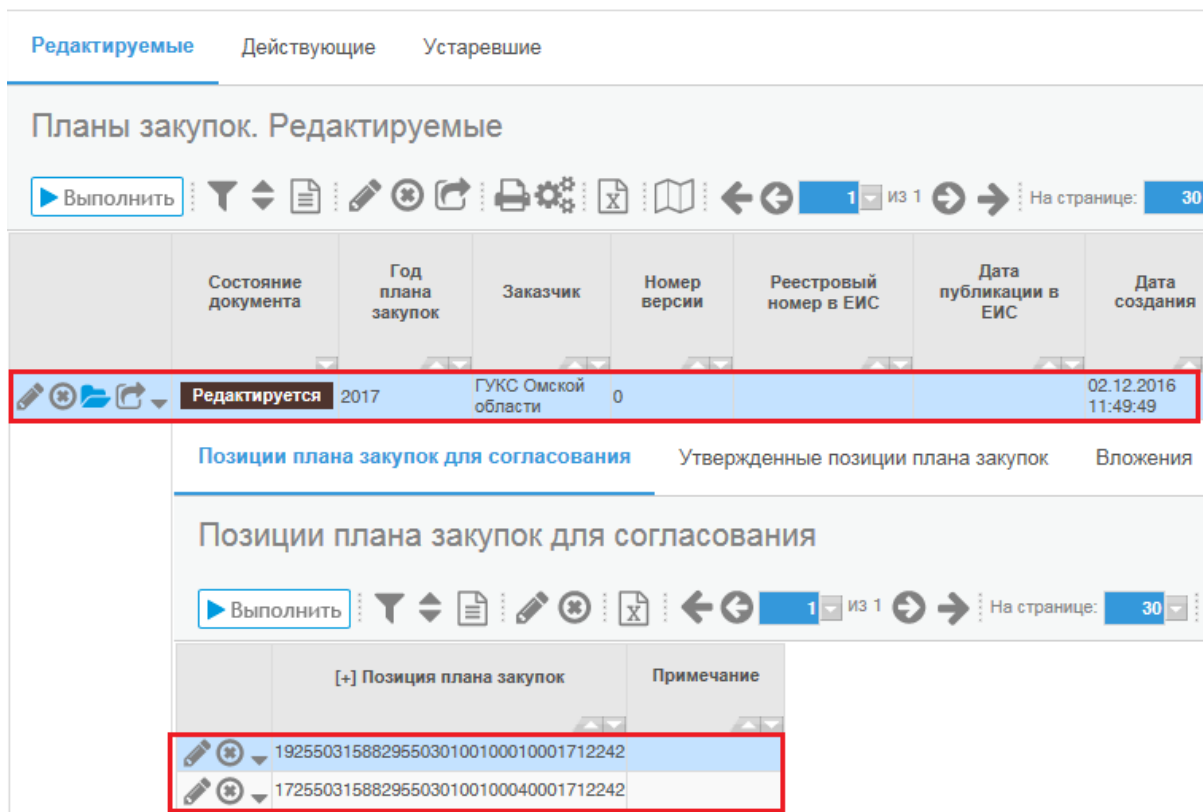 Редактируемые Действующие Устаревшие
Планы закупок. Редактируемые
Выполнить 1 из 1 На странице: 30
Состояние документа Год плана закупок Заказчик Номер версии Реестровый номер в ЕИС Дата публикации в ЕИС Дата создания
Редактируется 2017 ГУКС Омской области 0 02.12.2016 11:49:49
Позиции плана закупок для согласования Утвержденные позиции плана закупок Вложения
Позиции плана закупок для согласования
Выполнить 1 из 1 На странице: 30
[+] Позиция плана закупок Примечание
192550315882955030100100010001712242
172550315882955030100100040001712242